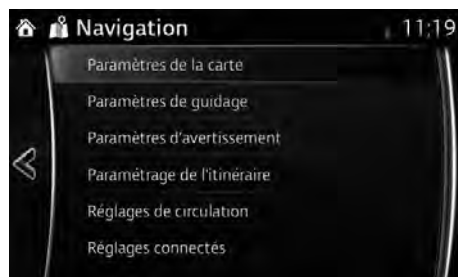 Navigation 11:19
Paramètres de la carte
Paramètres de guidage
Paramètres d'avertissement
Paramétrage de l'itinéraire
Réglages de circulation
Réglages connectés